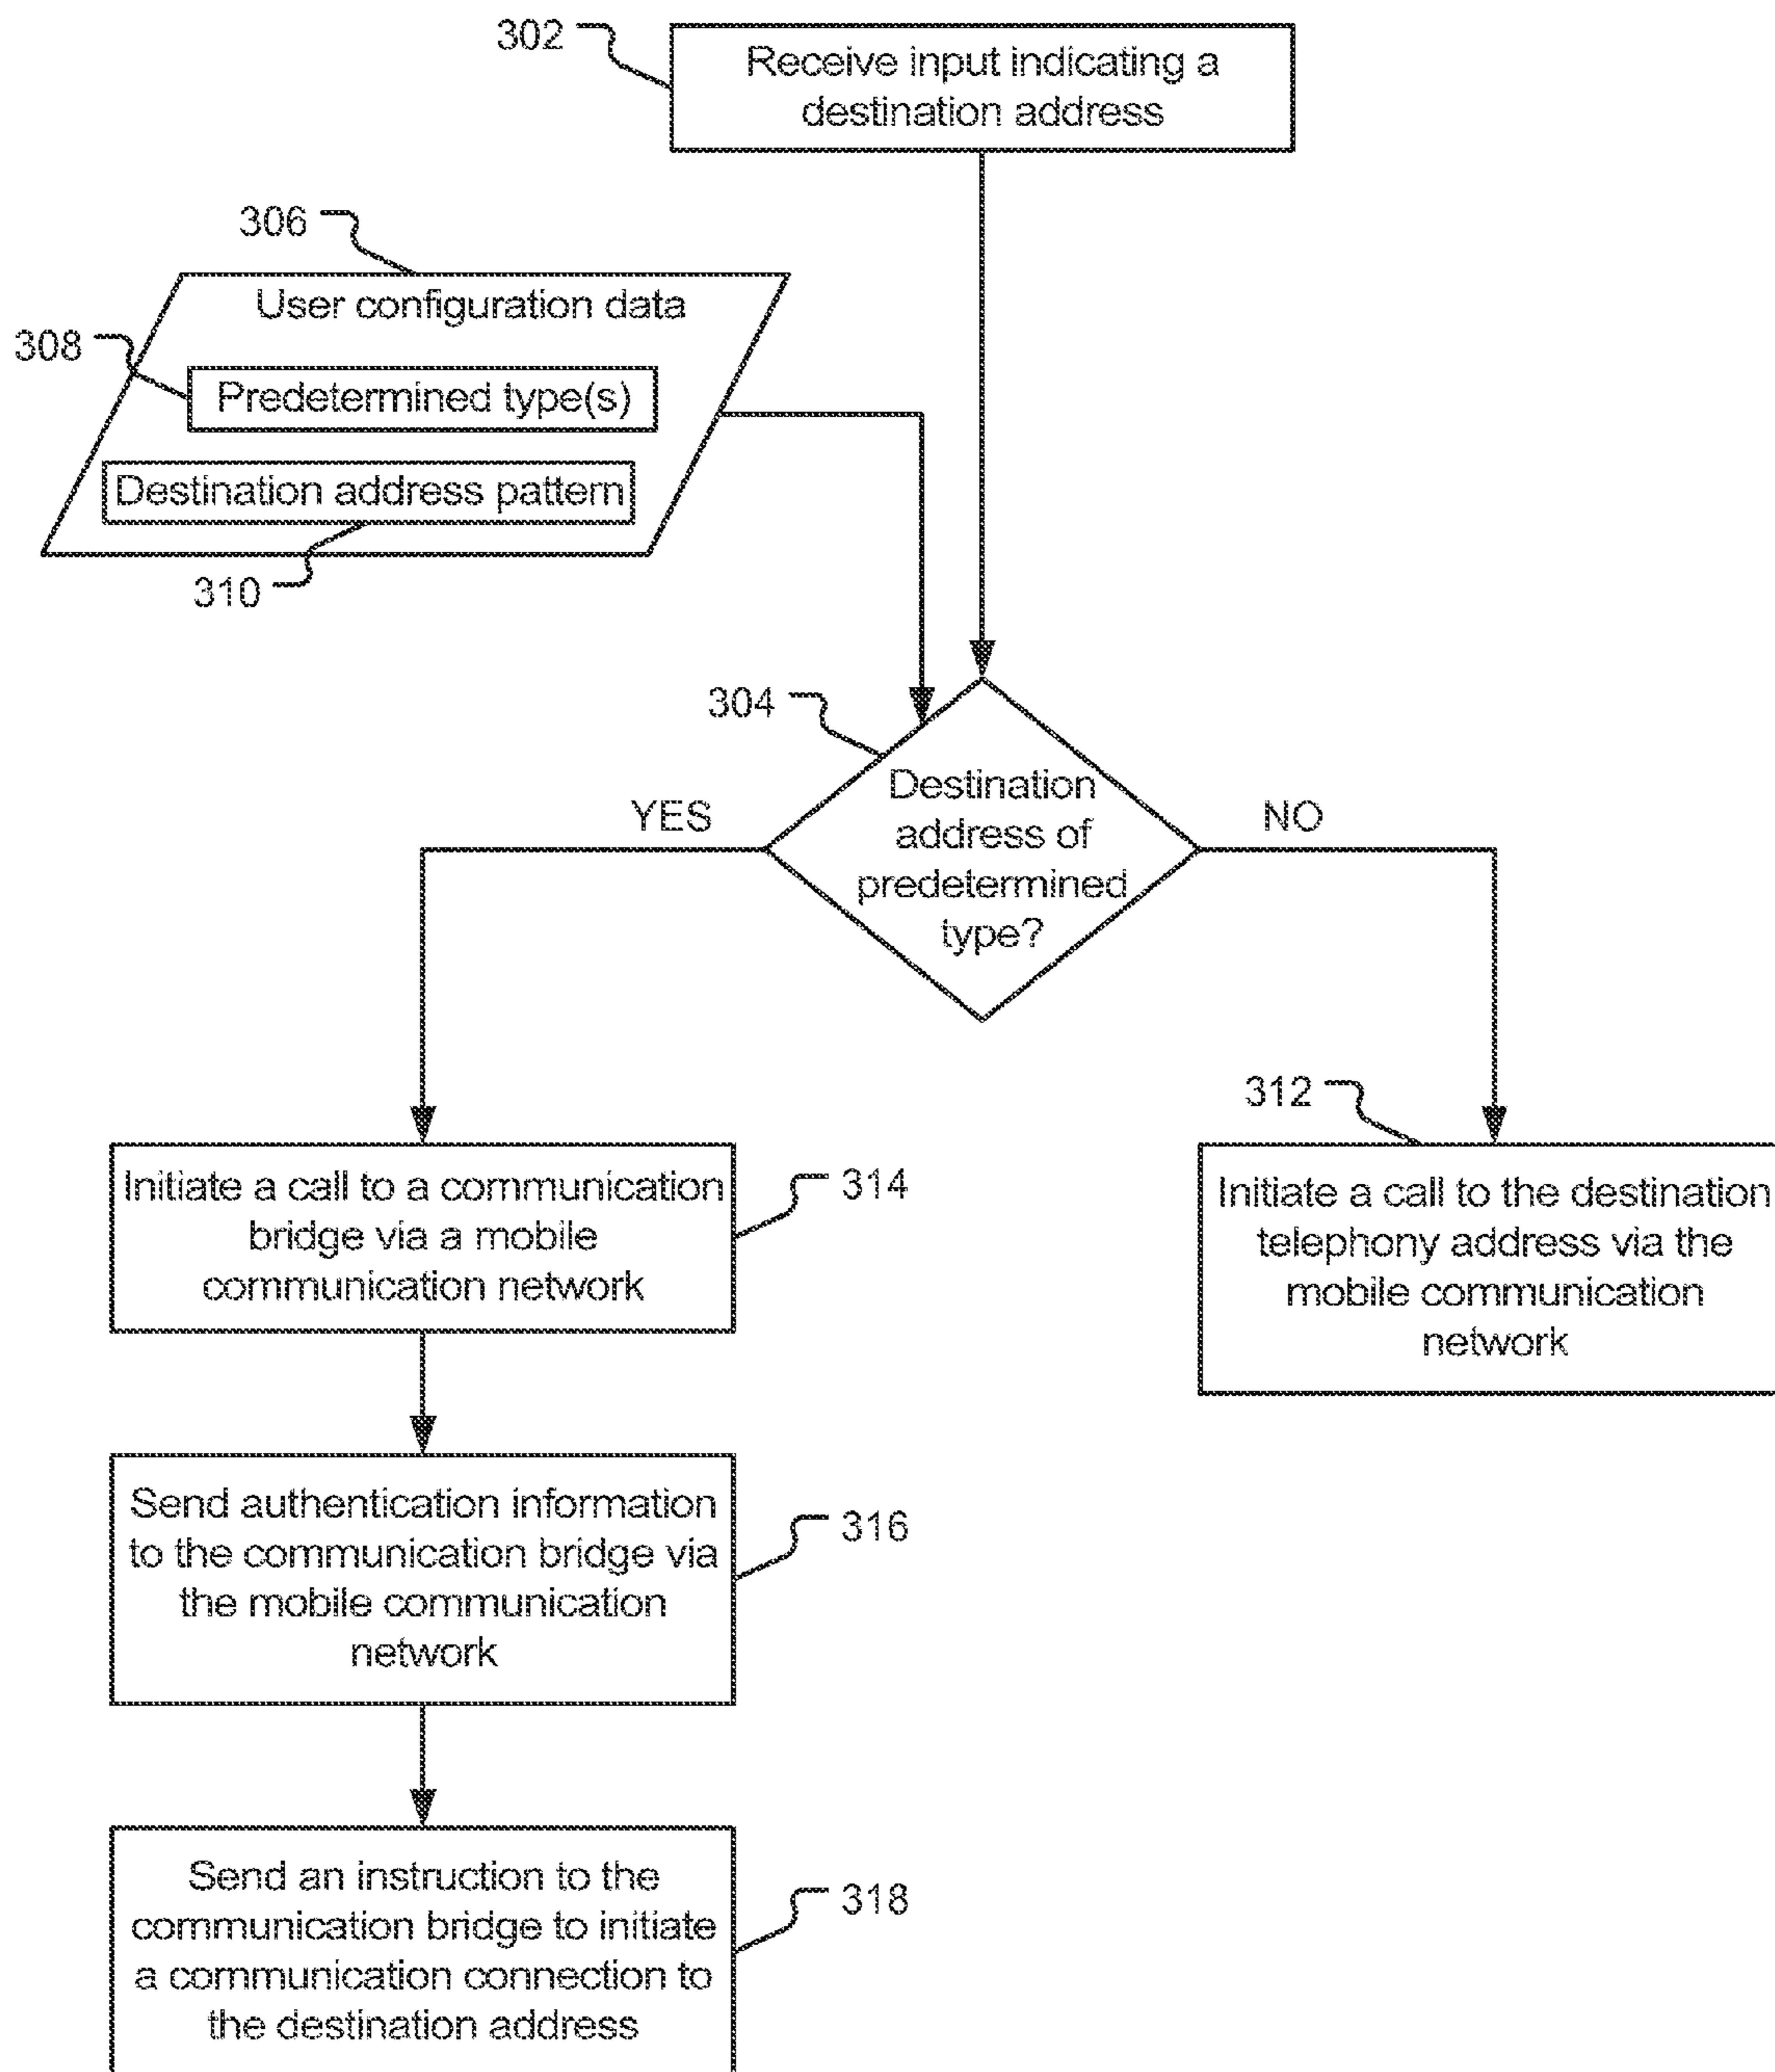 302
Receive input indicating a
destination address
306
User configuration data
308
Predetermined type(s)
Destination address pattern
310
304
Destination
address of
predetermined
type?
YES
NO
312
Initiate a call to the destination
telephony address via the
mobile communication
network
Initiate a call to a communication
bridge via a mobile
communication network
314
Send authentication information
to the communication bridge via
the mobile communication
network
316
Send an instruction to the
communication bridge to initiate
a communication connection to
the destination address
318